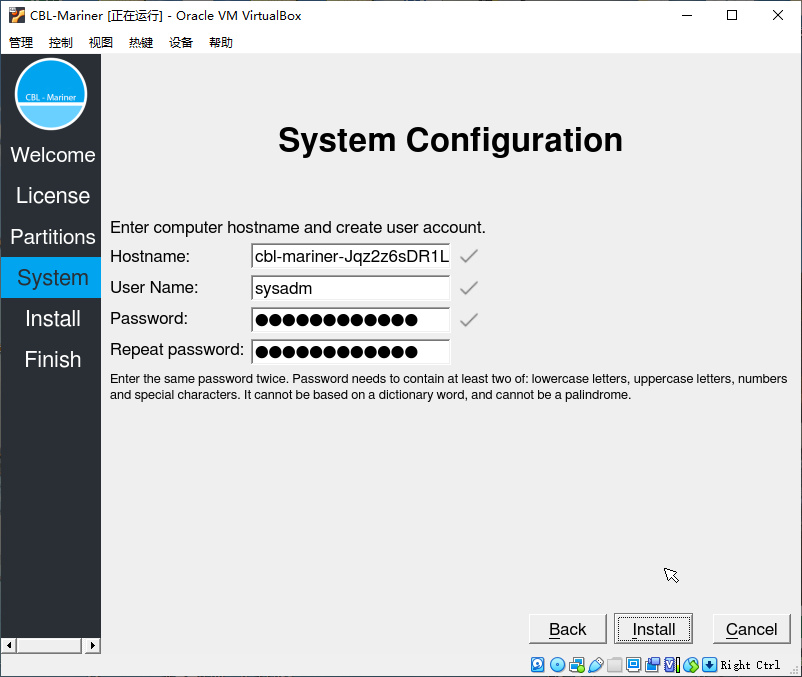 CBL-Mariner [正在运行] - Oracle VM VirtualBox
管理 控制 视图 热键 设备 帮助
CBL - Mariner
Welcome
License
Partitions
System
Install
Finish
System Configuration
Enter computer hostname and create user account.
Hostname: cbl-mariner-Jqz2z6sDR1L
User Name: sysadm
Password: ●●●●●●●●●●●●
Repeat password: ●●●●●●●●●●●●
Enter the same password twice. Password needs to contain at least two of: lowercase letters, uppercase letters, numbers
and special characters. It cannot be based on a dictionary word, and cannot be a palindrome.
Back Install Cancel
Right Ctrl